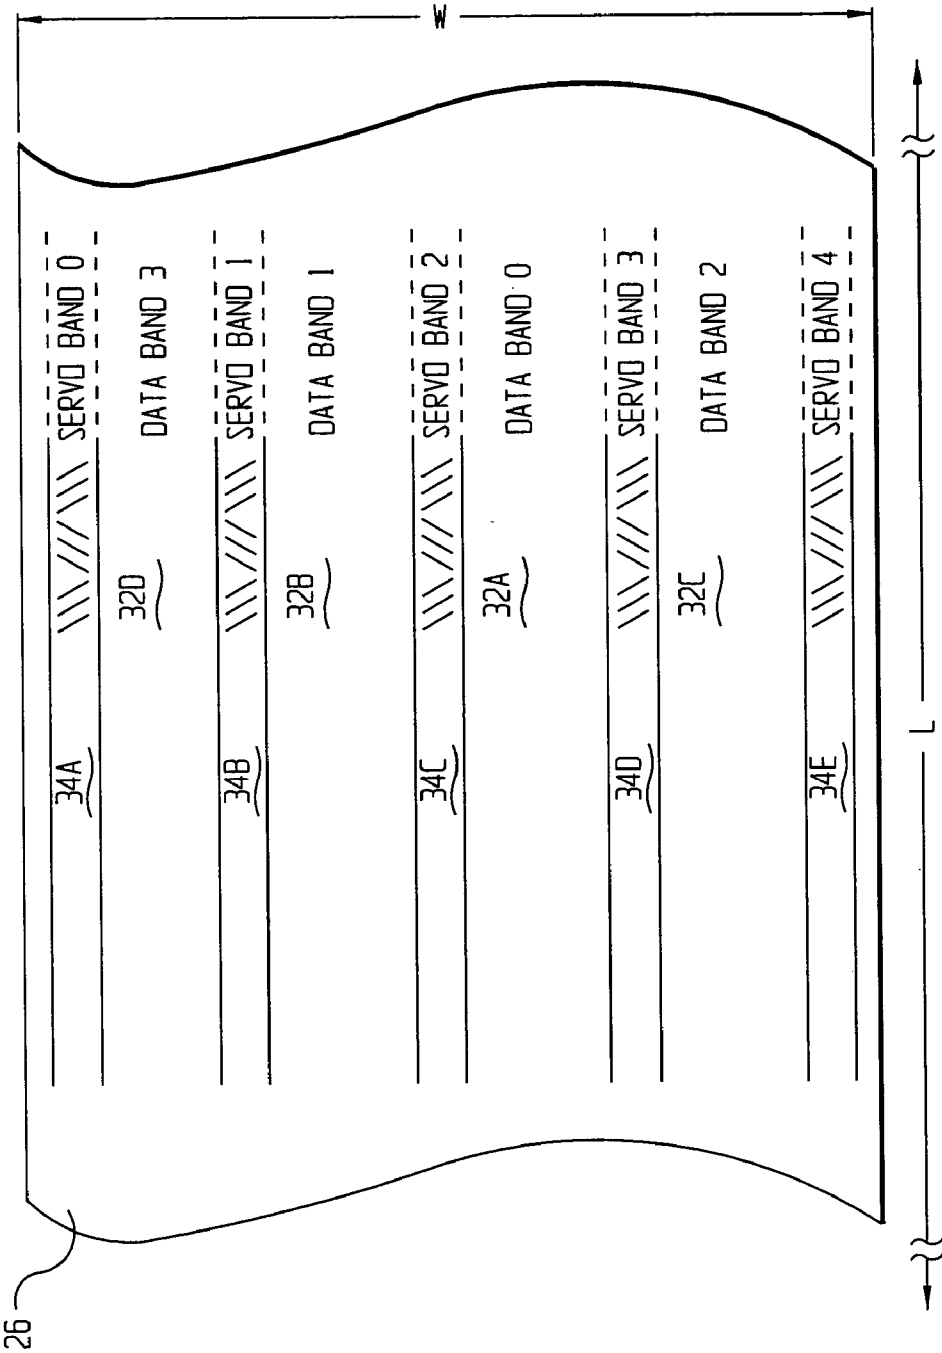 26
W
34A
SERVO BAND 0
32D
DATA BAND 3
34B
SERVO BAND 1
32B
DATA BAND 1
34C
SERVO BAND 2
32A
DATA BAND 0
34D
SERVO BAND 3
32C
DATA BAND 2
34E
SERVO BAND 4
L